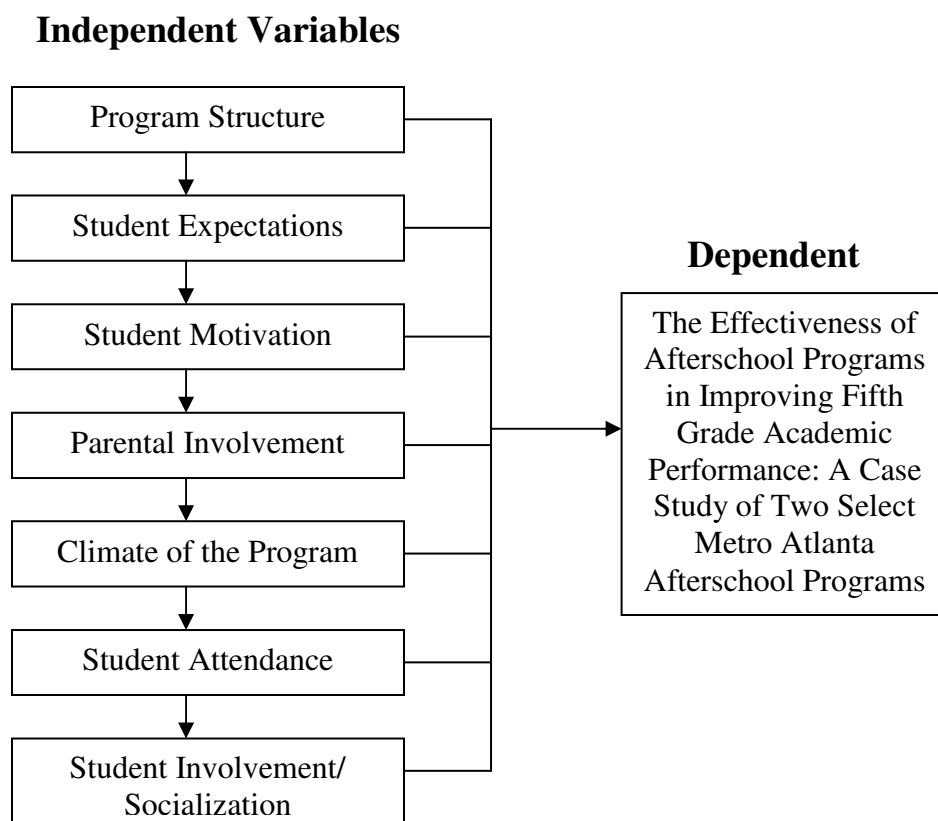 Independent Variables
Program Structure
Student Expectations
Student Motivation
Parental Involvement
Climate of the Program
Student Attendance
Student Involvement/
Socialization
Dependent
The Effectiveness of
Afterschool Programs
in Improving Fifth
Grade Academic
Performance: A Case
Study of Two Select
Metro Atlanta
Afterschool Programs